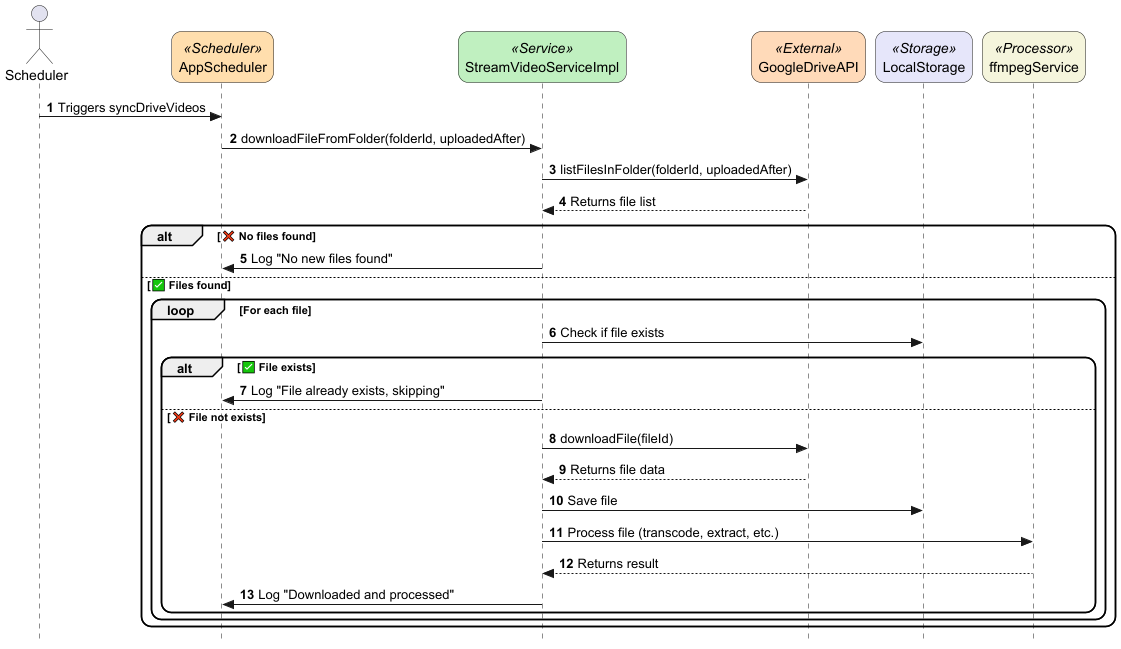 Scheduler
«Scheduler»
AppScheduler
«Service»
StreamVideoServiceImpl
«External»
GoogleDriveAPI
«Storage»
LocalStorage
«Processor»
ffmpegService
1 Triggers syncDriveVideos
2 downloadFileFromFolder(folderId, uploadedAfter)
3 listFilesInFolder(folderId, uploadedAfter)
4 Returns file list
alt [❌ No files found]
5 Log "No new files found"
[✅ Files found]
loop [For each file]
6 Check if file exists
alt [✅ File exists]
7 Log "File already exists, skipping"
[❌ File not exists]
8 downloadFile(fileId)
9 Returns file data
10 Save file
11 Process file (transcode, extract, etc.)
12 Returns result
13 Log "Downloaded and processed"